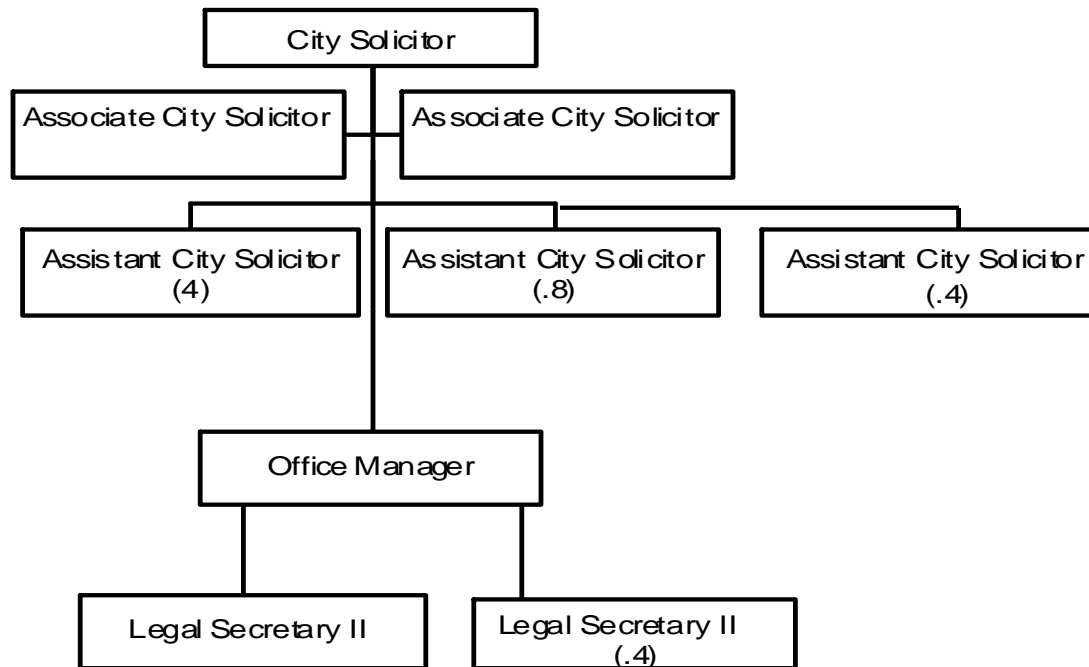 City Solicitor
Associate City Solicitor
Associate City Solicitor
Assistant City Solicitor
(4)
Assistant City Solicitor
(.8)
Assistant City Solicitor
(.4)
Office Manager
Legal Secretary II
Legal Secretary II
(.4)